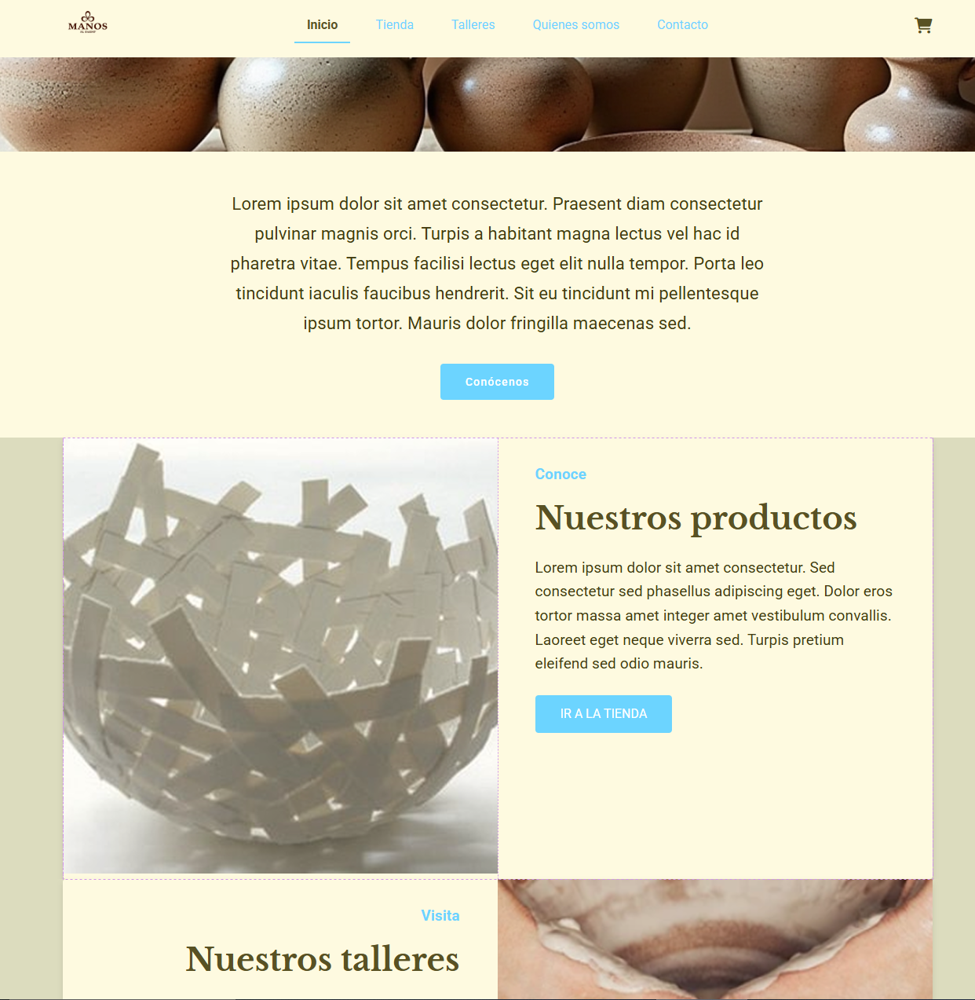 MANOS
Inicio
Tienda
Talleres
Quienes somos
Contacto
Lorem ipsum dolor sit amet consectetur. Praesent diam consectetur
pulvinar magnis orci. Turpis a habitant magna lectus vel hac id
pharetra vitae. Tempus facilisi lectus eget elit nulla tempor. Porta leo
tincidunt iaculis faucibus hendrerit. Sit eu tincidunt mi pellentesque
ipsum tortor. Mauris dolor fringilla maecenas sed.
Conócenos
Conoce
Nuestros productos
Lorem ipsum dolor sit amet consectetur. Sed
consectetur sed phasellus adipiscing eget. Dolor eros
tortor massa amet integer amet vestibulum convallis.
Laoreet eget neque viverra sed. Turpis pretium
eleifend sed odio mauris.
IR A LA TIENDA
Visita
Nuestros talleres